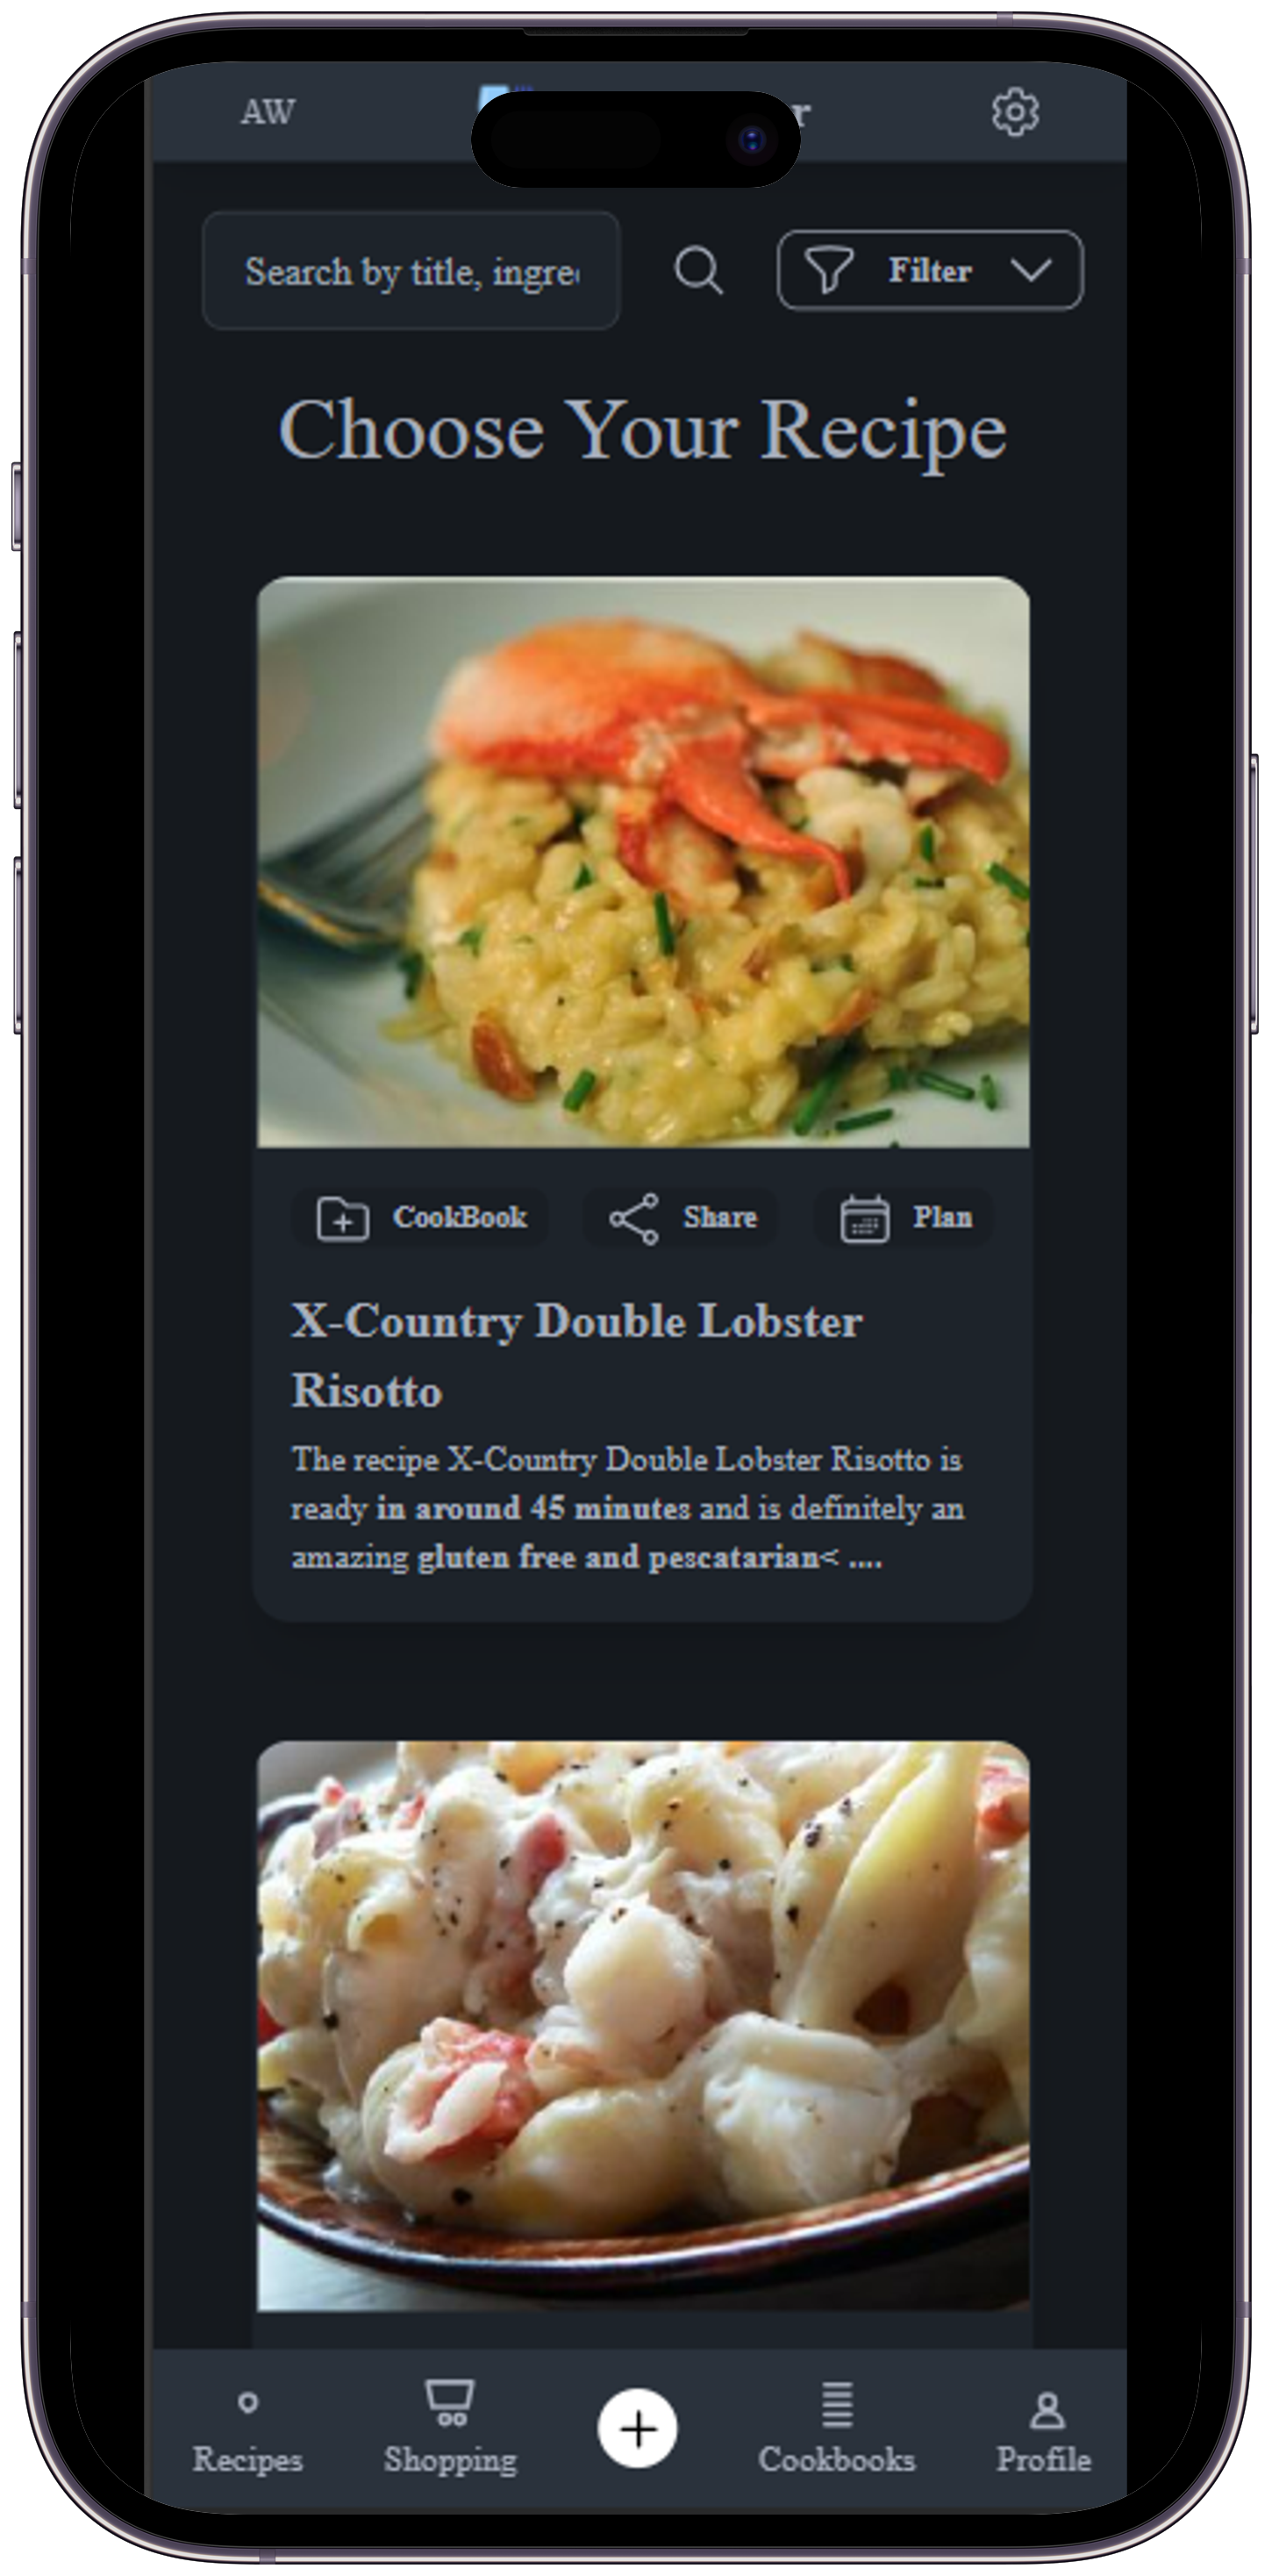 AW
r
Search by title, ingre
Filter
Choose Your Recipe
CookBook
Share
Plan
X-Country Double Lobster
Risotto
The recipe X-Country Double Lobster Risotto is
ready in around 45 minutes and is definitely an
amazing gluten free and pescatarian< ....
Recipes
Shopping
Cookbooks
Profile